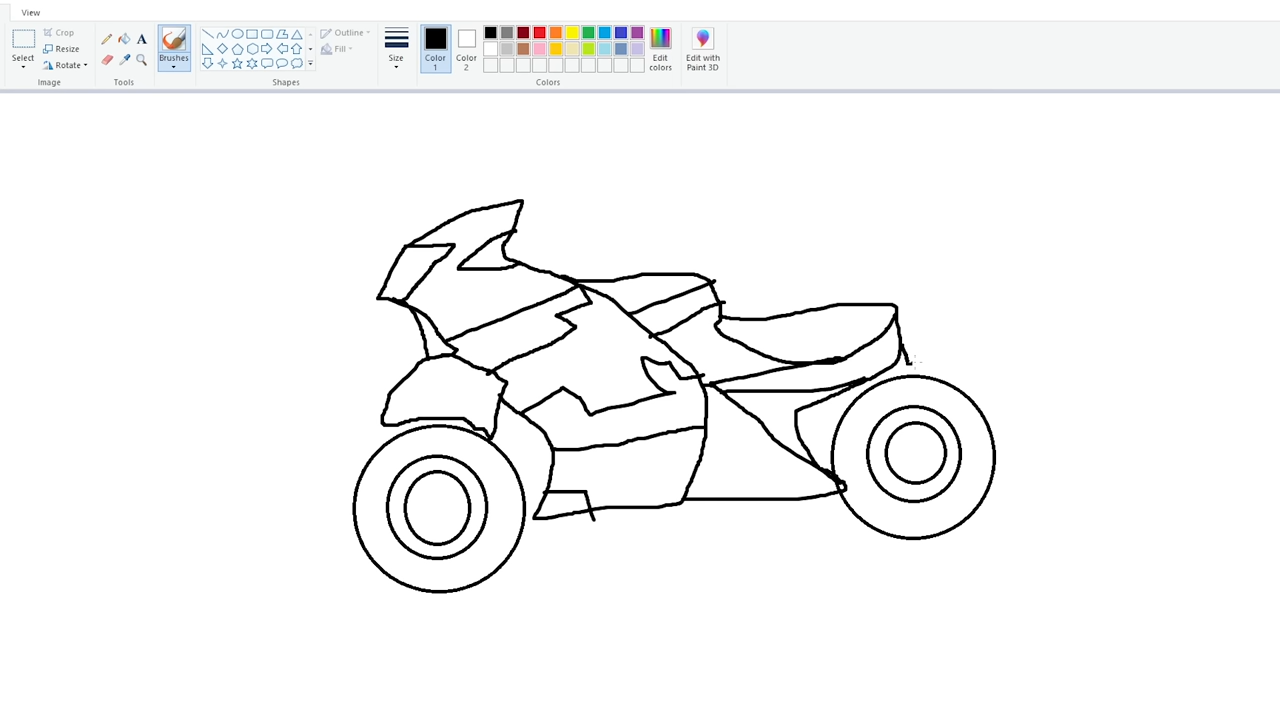 View
Select
Crop
Resize
Rotate
Image
A
Tools
Brushes
Outline
Fill
Shapes
Size
Color
1
Color
2
Edit
colors
Colors
Edit with
Paint 3D